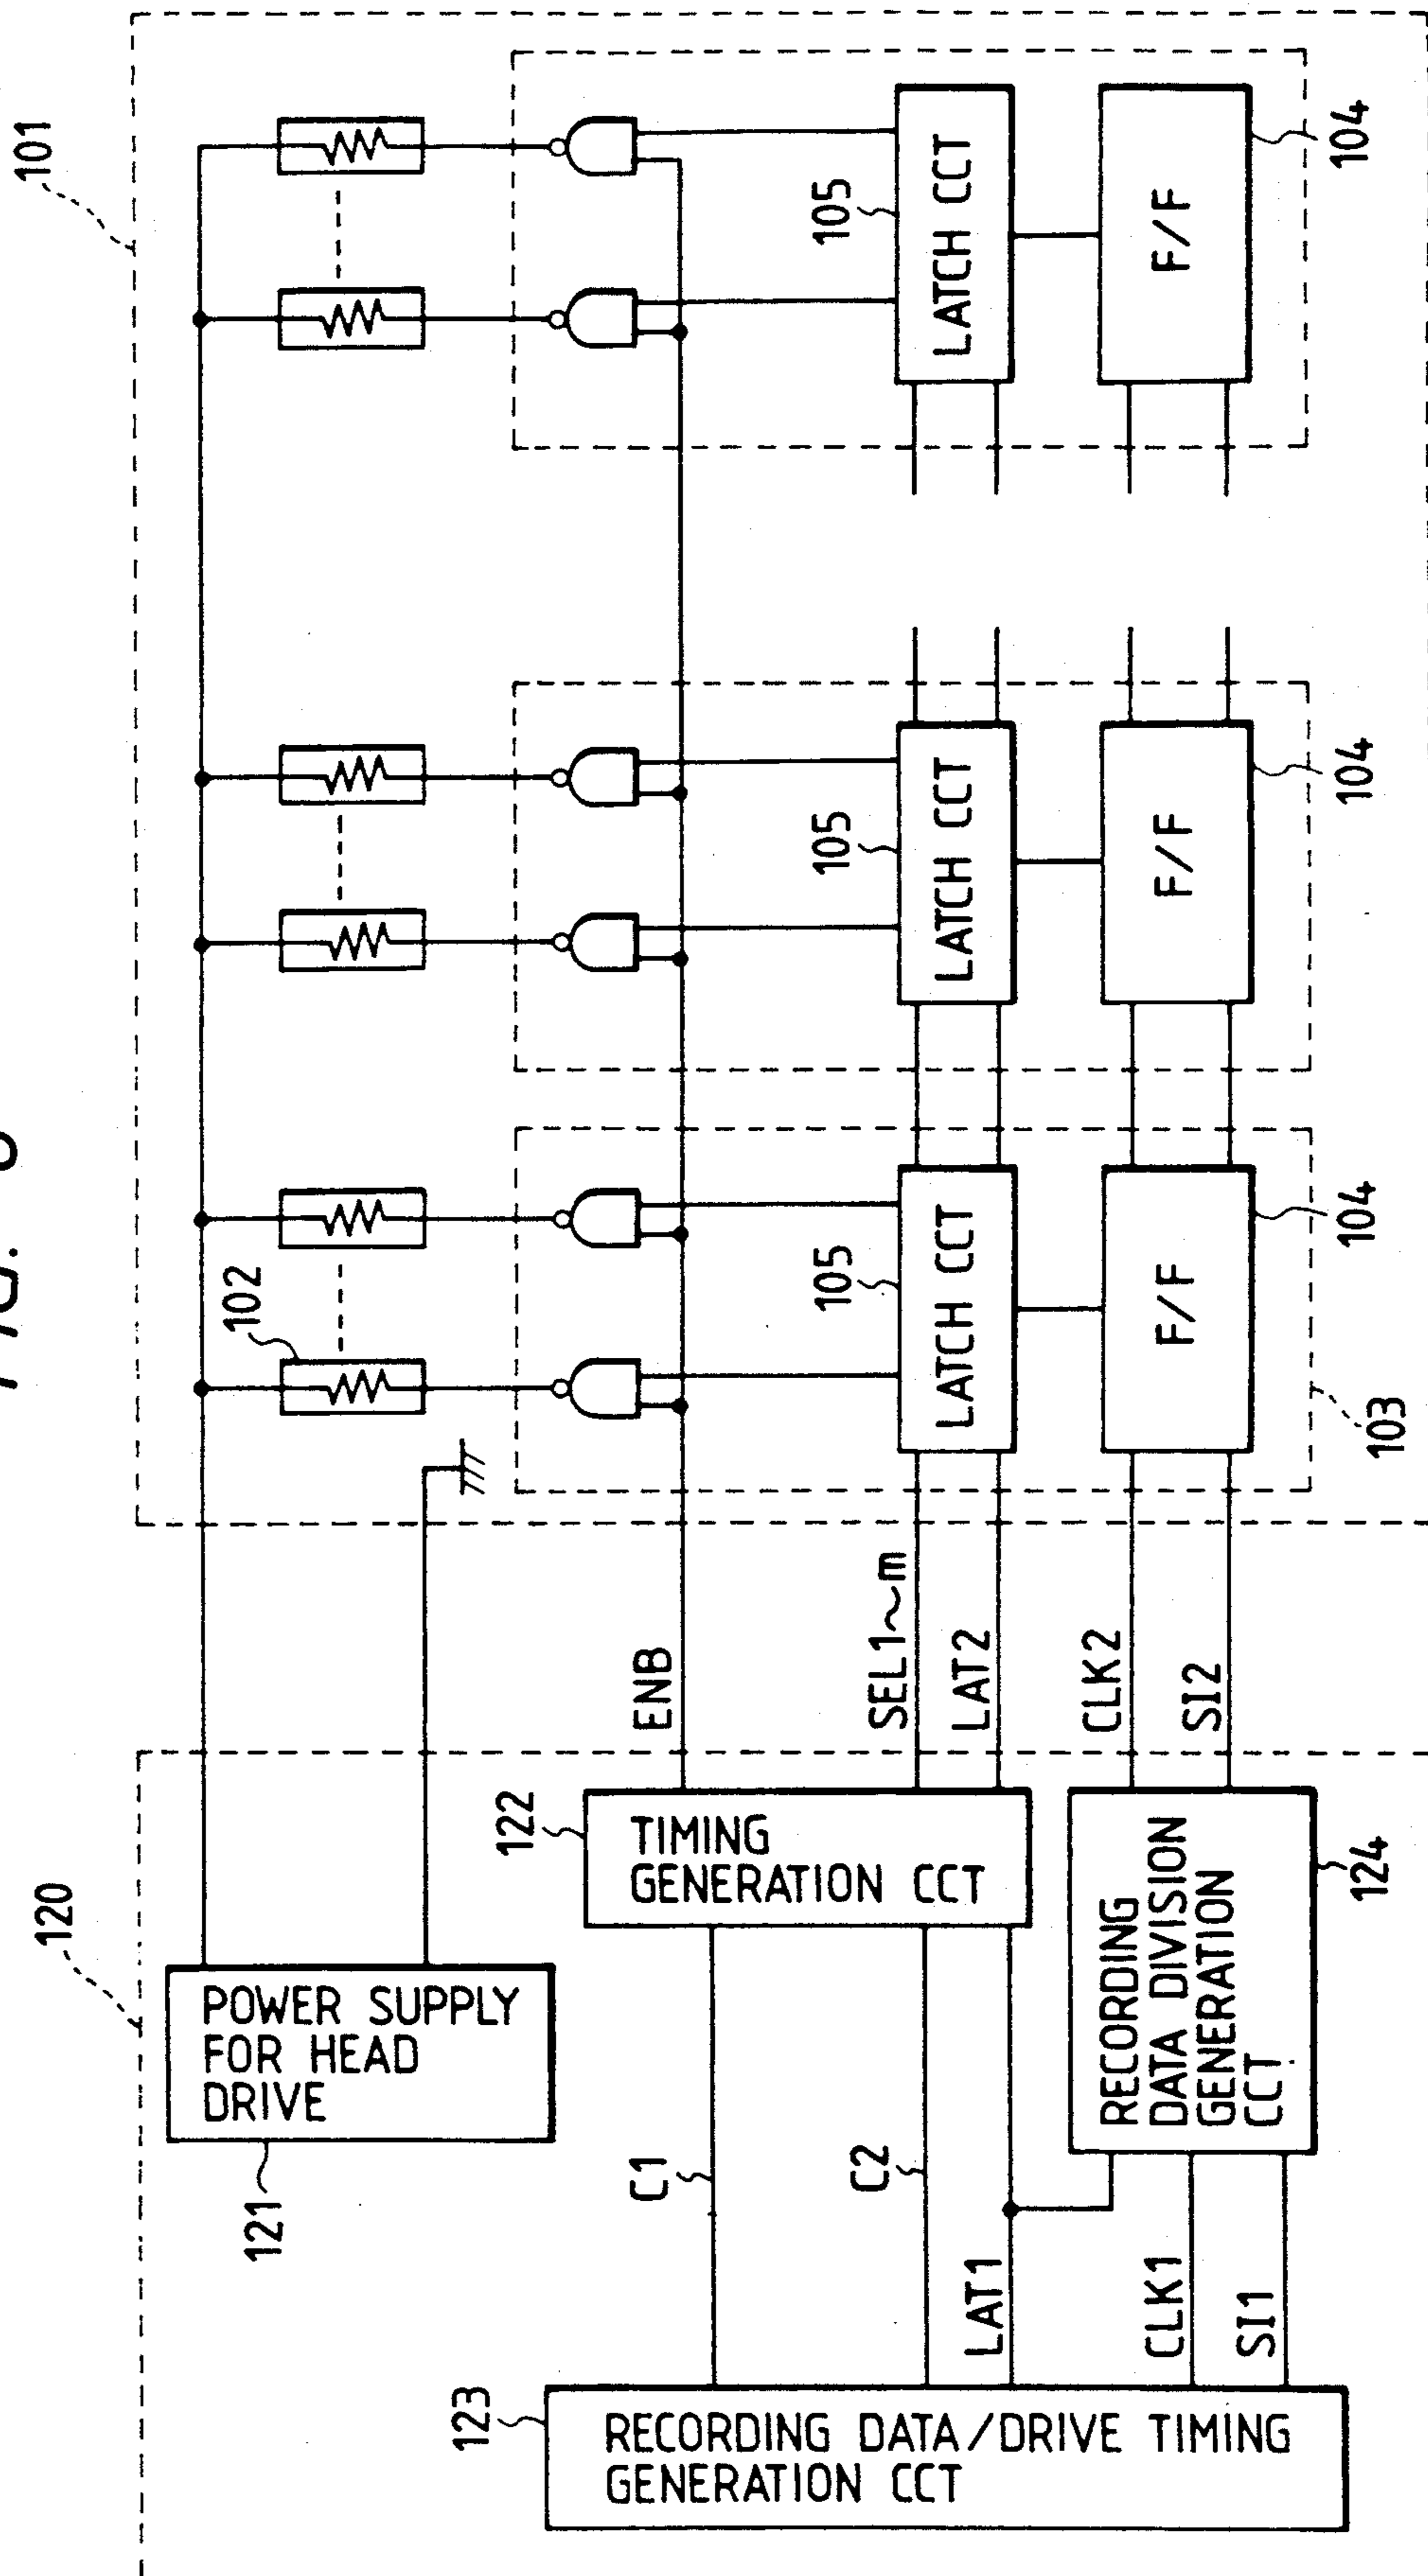 FIG.
120
101
121
POWER SUPPLY
FOR HEAD
DRIVE
102
123
RECORDING DATA/DRIVE TIMING
GENERATION CCT
C1
C2
LAT1
CLK1
SI1
122
TIMING
GENERATION CCT
RECORDING
DATA DIVISION
GENERATION
CCT
124
ENB
SEL1~m
LAT2
CLK2
SI2
105
LATCH CCT
F/F
104
103
105
LATCH CCT
F/F
104
105
LATCH CCT
F/F
104